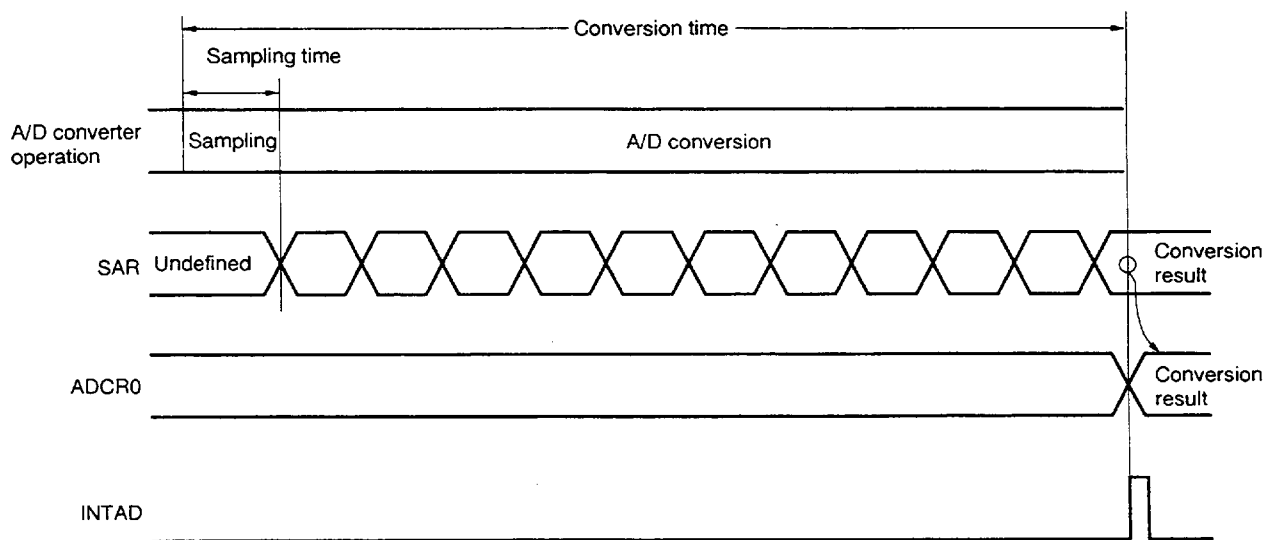 Conversion time
Sampling time
A/D converter
operation
Sampling
A/D conversion
SAR
Undefined
Conversion
result
ADCR0
Conversion
result
INTAD